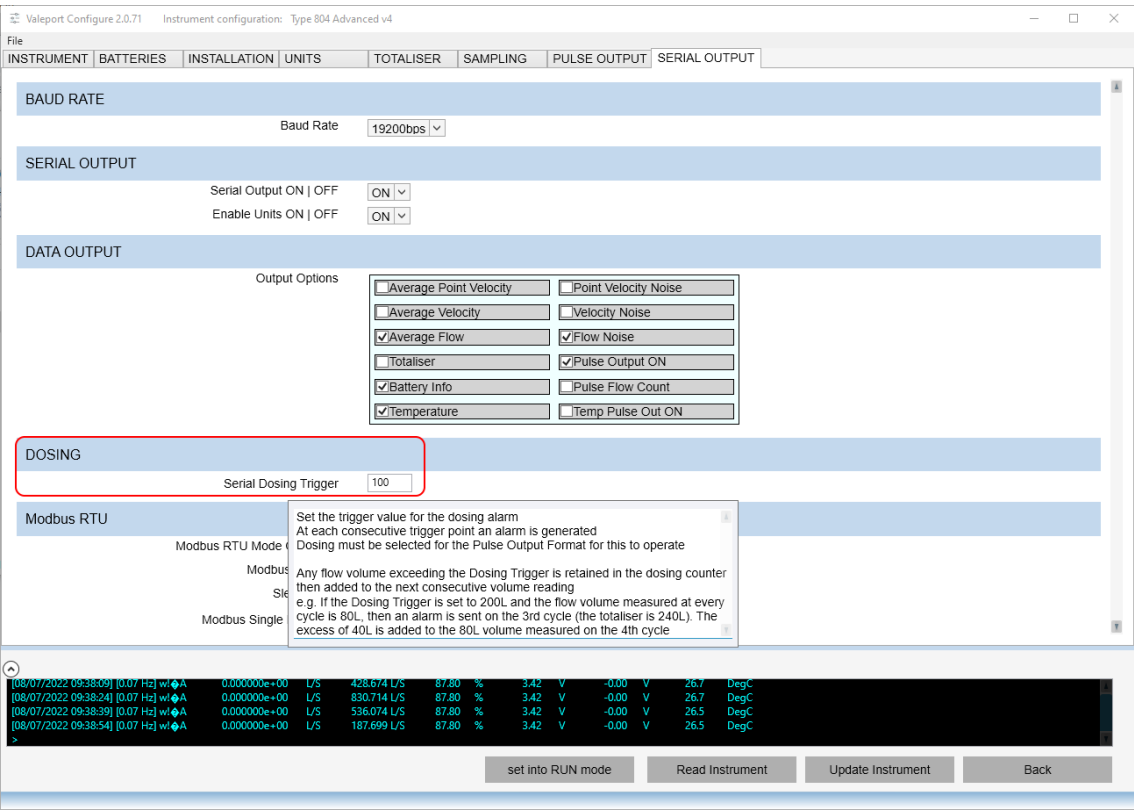 Valeport Configure 2.0.71 Instrument configuration: Type 804 Advanced v4
File
INSTRUMENT BATTERIES INSTALLATION UNITS TOTALISER SAMPLING PULSE OUTPUT SERIAL OUTPUT
BAUD RATE
Baud Rate 19200bps
SERIAL OUTPUT
Serial Output ON | OFF ON
Enable Units ON | OFF ON
DATA OUTPUT
Output Options
Average Point Velocity Point Velocity Noise
Average Velocity Velocity Noise
Average Flow Flow Noise
Totaliser Pulse Output ON
Battery Info Pulse Flow Count
Temperature Temp Pulse Out ON
DOSING
Serial Dosing Trigger 100
Modbus RTU
Modbus RTU Mode
Modbus
Sle
Modbus Single
Set the trigger value for the dosing alarm
At each consecutive trigger point an alarm is generated
Dosing must be selected for the Pulse Output Format for this to operate
Any flow volume exceeding the Dosing Trigger is retained in the dosing counter
then added to the next consecutive volume reading
e.g. If the Dosing Trigger is set to 200L and the flow volume measured at every
cycle is 80L, then an alarm is sent on the 3rd cycle (the totaliser is 240L). The
excess of 40L is added to the 80L volume measured on the 4th cycle
[08/07/2022 09:38:09] [0.07 Hz] w!�A 0.000000e+00 L/S 428.674 L/S 87.80 % 3.42 V -0.00 V 26.7 DegC
[08/07/2022 09:38:24] [0.07 Hz] w!�A 0.000000e+00 L/S 830.714 L/S 87.80 % 3.42 V -0.00 V 26.7 DegC
[08/07/2022 09:38:39] [0.07 Hz] w!�A 0.000000e+00 L/S 536.074 L/S 87.80 % 3.42 V -0.00 V 26.5 DegC
[08/07/2022 09:38:54] [0.07 Hz] w!�A 0.000000e+00 L/S 187.699 L/S 87.80 % 3.42 V -0.00 V 26.5 DegC
>
set into RUN mode Read Instrument Update Instrument Back